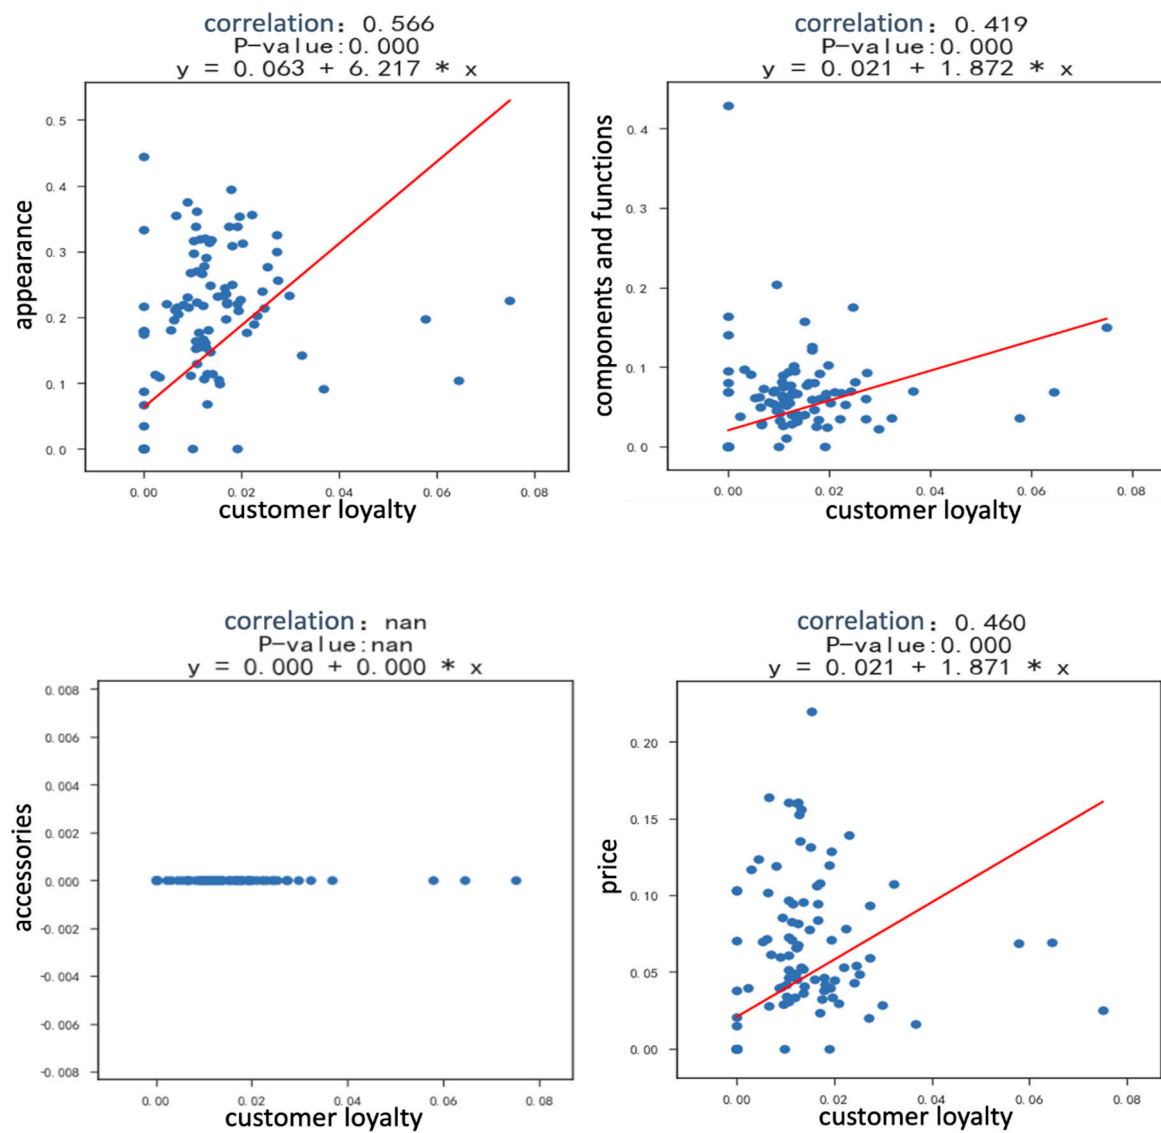 correlation：0.566
P-value:0.000
y = 0.063 + 6.217 * x
0.5
0.4
0.3
0.2
0.1
0.0
appearance
0.00 0.02 0.04 0.06 0.08
customer loyalty
correlation：0.419
P-value:0.000
y = 0.021 + 1.872 * x
0.4
0.3
0.2
0.1
0.0
components and functions
0.00 0.02 0.04 0.06 0.08
customer loyalty
correlation：nan
P-value:nan
y = 0.000 + 0.000 * x
0.008
0.006
0.004
0.002
0.000
-0.002
-0.004
-0.006
-0.008
accessories
0.00 0.02 0.04 0.06 0.08
customer loyalty
correlation：0.460
P-value:0.000
y = 0.021 + 1.871 * x
0.20
0.15
0.10
0.05
0.00
price
0.00 0.02 0.04 0.06 0.08
customer loyalty